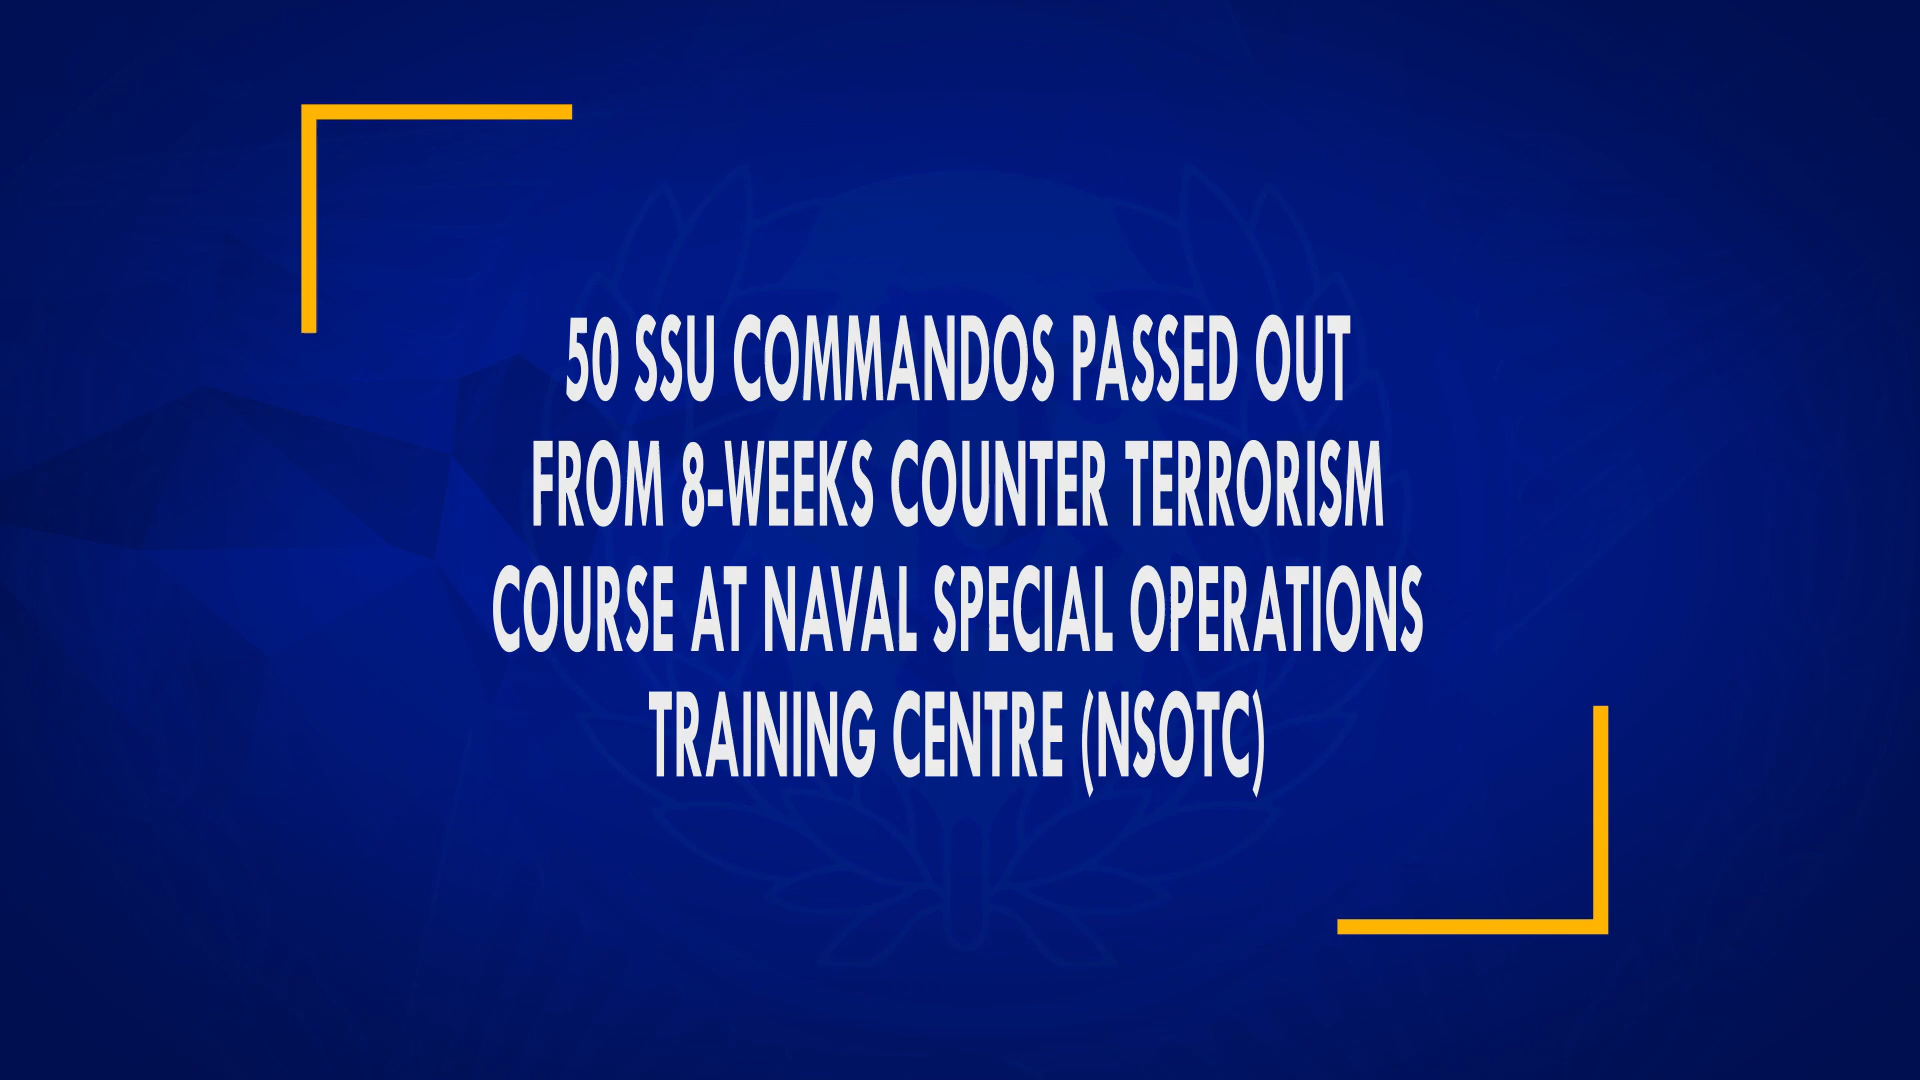 50 SSU COMMANDOS PASSED OUT
FROM 8-WEEKS COUNTER TERRORISM
COURSE AT NAVAL SPECIAL OPERATIONS
TRAINING CENTRE (NSOTC)